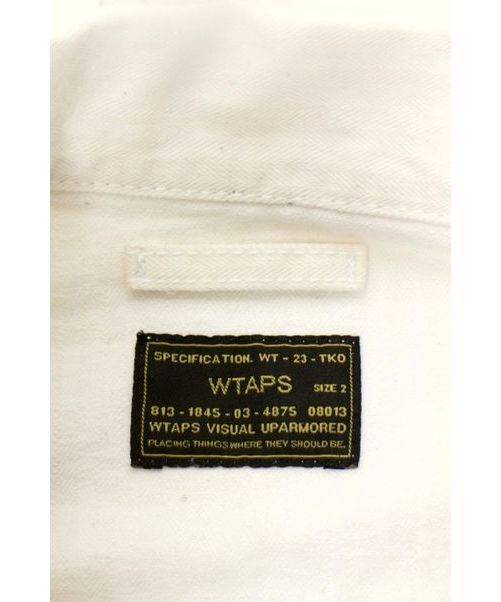 SPECIFICATION. WT - 23 - TKO
WTAPS SIZE 2
813 - 1845 - 03 - 4875 08013
WTAPS VISUAL UPARMORED
PLACING THINGS WHERE THEY SHOULD BE.